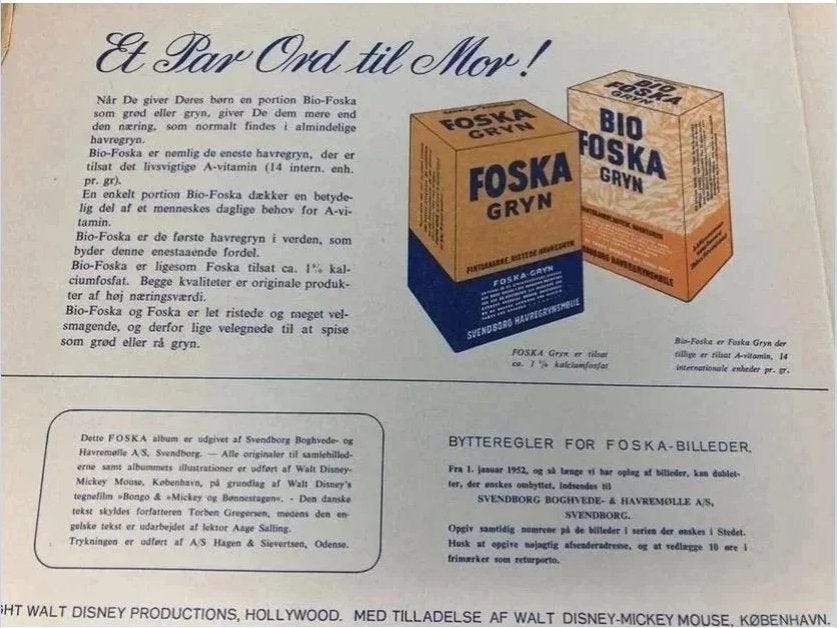 Et Par Ord til Mor!
Når De giver Deres børn en portion Bio-Foska
som grød eller gryn, giver De dem mere end
den næring, som normalt findes i almindelige
havregryn.
Bio-Foska er nemlig de eneste havregryn, der er
tilsat det livsvigtige A-vitamin (14 intern. enh.
pr. gr).
En enkelt portion Bio-Foska dækker en betyde-
lig del af et menneskes daglige behov for A-vi-
tamin.
Bio-Foska er de første havregryn i verden, som
byder denne enestaaende fordel.
Bio-Foska er ligesom Foska tilsat ca. 1% kal-
ciumfosfat. Begge kvaliteter er originale produk-
ter af høj næringsværdi.
Bio-Foska og Foska er let ristede og meget vel-
smagende, og derfor lige velegnede til at spise
som grød eller rå gryn.
FOSKA
GRYN
FOSKA
GRYN
FOSKA-GRYN
SVENDBORG HAVREGRYNSMØLLE
BIO
FOSKA
GRYN
BIO
FOSKA
GRYN
SVENDBORG HAVREGRYNSMØLLE
FOSKA Gryn er tilsat
ca. 1 % kalciumfosfat
Bio-Foska er Foska Gryn der
tillige er tilsat A-vitamin, 14
internationale enheder pr. gr.
Dette FOSKA album er udgivet af Svendborg Boghvede- og
Havremølle A/S, Svendborg. — Alle originaler til samlebilled-
erne samt albummets illustrationer er udført af Walt Disney-
Mickey Mouse, København, på grundlag af Walt Disney's
tegnefilm »Bongo & »Mickey og Bønnestagen«. - Den danske
tekst skyldes forfatteren Torben Gregersen, medens den en-
gelske tekst er udarbejdet af lektor Aage Salling.
Trykningen er udført af A/S Hagen & Sievertsen, Odense.
BYTTEREGLER FOR FOSKA-BILLEDER.
Fra 1. januar 1952, og så længe vi har oplag af billeder, kan dublet-
ter, der ønskes ombyttet, indsendes til
SVENDBORG BOGHVEDE- & HAVREMØLLE A/S,
SVENDBORG.
Opgiv samtidig numrene på de billeder i serien der ønskes i Stedet.
Husk at opgive nøjagtig afsenderadresse, og at vedlægge 10 øre i
frimærker som returporto.
GHT WALT DISNEY PRODUCTIONS, HOLLYWOOD. MED TILLADELSE AF WALT DISNEY-MICKEY MOUSE, KØBENHAVN.